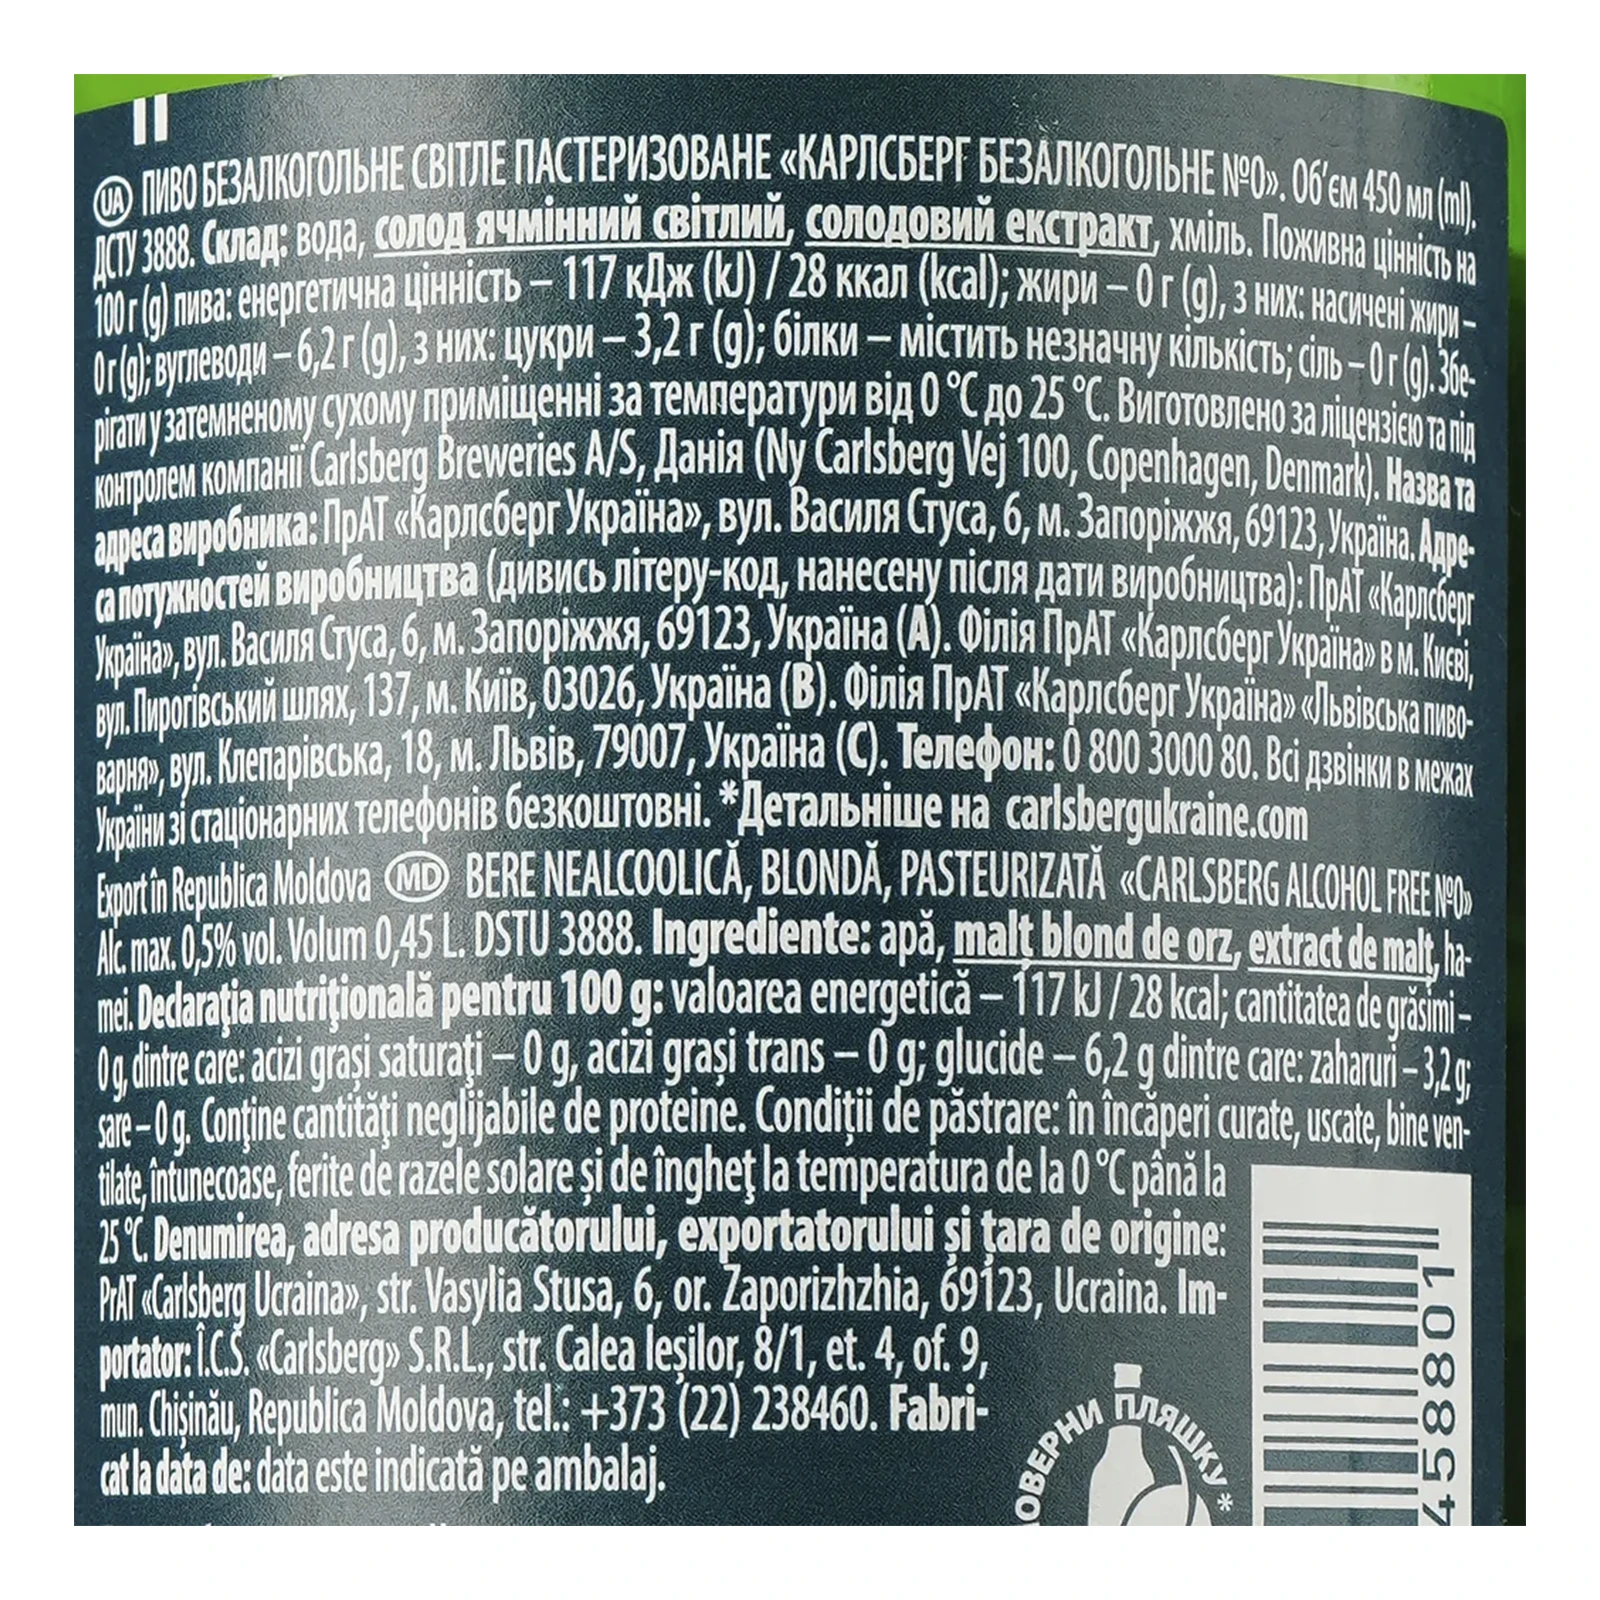 UA ПИВО БЕЗАЛКОГОЛЬНЕ СВІТЛЕ ПАСТЕРИЗОВАНЕ «КАРЛСБЕРГ БЕЗАЛКОГОЛЬНЕ №0». Об’єм 450 мл (ml).
ДСТУ 3888. Склад: вода, солод ячмінний світлий, солодовий екстракт, хміль. Поживна цінність на
100 г (g) пива: енергетична цінність – 117 кДж (kJ) / 28 ккал (kcal); жири – 0 г (g), з них: насичені жири –
0 г (g); вуглеводи – 6,2 г (g), з них: цукри – 3,2 г (g); білки – містить незначну кількість; сіль – 0 г (g). Збе-
рігати у затемненому сухому приміщенні за температури від 0 °C до 25 °C. Виготовлено за ліцензією та під
контролем компанії Carlsberg Breweries A/S, Данія (Ny Carlsberg Vej 100, Copenhagen, Denmark). Назва та
адреса виробника: ПрАТ «Карлсберг Україна», вул. Василя Стуса, 6, м. Запоріжжя, 69123, Україна. Адре-
са потужностей виробництва (дивись літеру-код, нанесену після дати виробництва): ПрАТ «Карлсберг
Україна», вул. Василя Стуса, 6, м. Запоріжжя, 69123, Україна (A). Філія ПрАТ «Карлсберг Україна» в м. Києві,
вул. Пирогівський шлях, 137, м. Київ, 03026, Україна (B). Філія ПрАТ «Карлсберг Україна» «Львівська пиво-
варня», вул. Клепарівська, 18, м. Львів, 79007, Україна (C). Телефон: 0 800 3000 80. Всі дзвінки в межах
України зі стаціонарних телефонів безкоштовні. *Детальніше на carlsbergukraine.com
Export în Republica Moldova MD BERE NEALCOOLICĂ, BLONDĂ, PASTEURIZATĂ «CARLSBERG ALCOHOL FREE №0»
Alc. max. 0,5% vol. Volum 0,45 L. DSTU 3888. Ingrediente: apă, malţ blond de orz, extract de malţ, ha-
mei. Declaraţia nutriţională pentru 100 g: valoarea energetică – 117 kJ / 28 kcal; cantitatea de grăsimi –
0 g, dintre care: acizi grași saturaţi – 0 g, acizi grași trans – 0 g; glucide – 6,2 g dintre care: zaharuri – 3,2 g;
sare – 0 g. Conţine cantităţi neglijabile de proteine. Condiţii de păstrare: în încăperi curate, uscate, bine ven-
tilate, întunecoase, ferite de razele solare și de îngheţ la temperatura de la 0 °C până la
25 °C. Denumirea, adresa producătorului, exportatorului și ţara de origine:
PrAT «Carlsberg Ucraina», str. Vasylia Stusa, 6, or. Zaporizhzhia, 69123, Ucraina. Im-
portator: Î.C.S. «Carlsberg» S.R.L., str. Calea Ieșilor, 8/1, et. 4, of. 9,
mun. Chișinău, Republica Moldova, tel.: +373 (22) 238460. Fabri-
cat la data de: data este indicată pe ambalaj.
ПОВЕРНИ ПЛЯШКУ*
458801